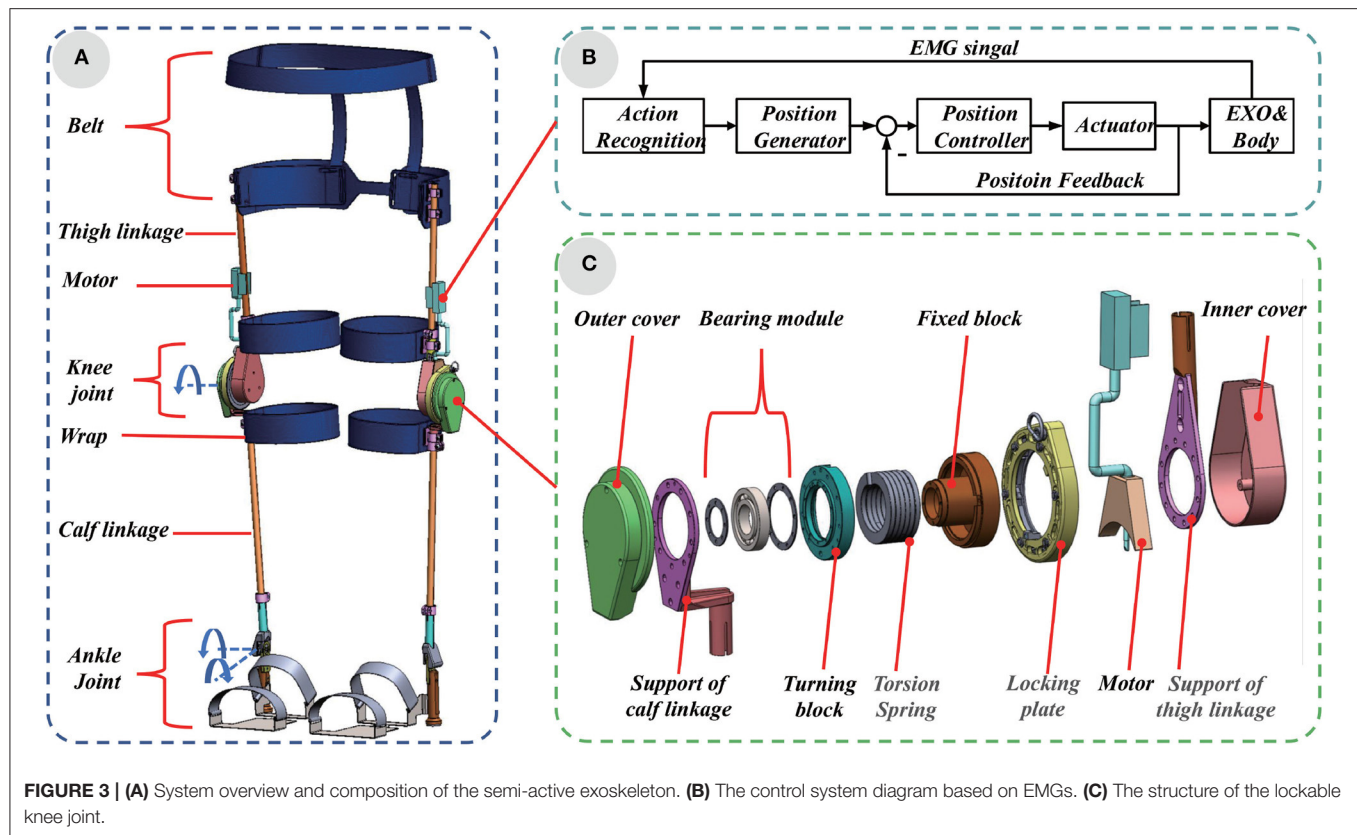 A
Belt
Thigh linkage
Motor
Knee
joint
Wrap
Calf linkage
Ankle
Joint
B
EMG singal
Action
Recognition
Position
Generator
-
Position
Controller
Actuator
EXO&
Body
Positoin Feedback
C
Outer cover
Bearing module
Fixed block
Inner cover
Support of
calf linkage
Turning
block
Torsion
Spring
Locking
plate
Motor
Support of
thigh linkage
FIGURE 3 | (A) System overview and composition of the semi-active exoskeleton. (B) The control system diagram based on EMGs. (C) The structure of the lockable
knee joint.